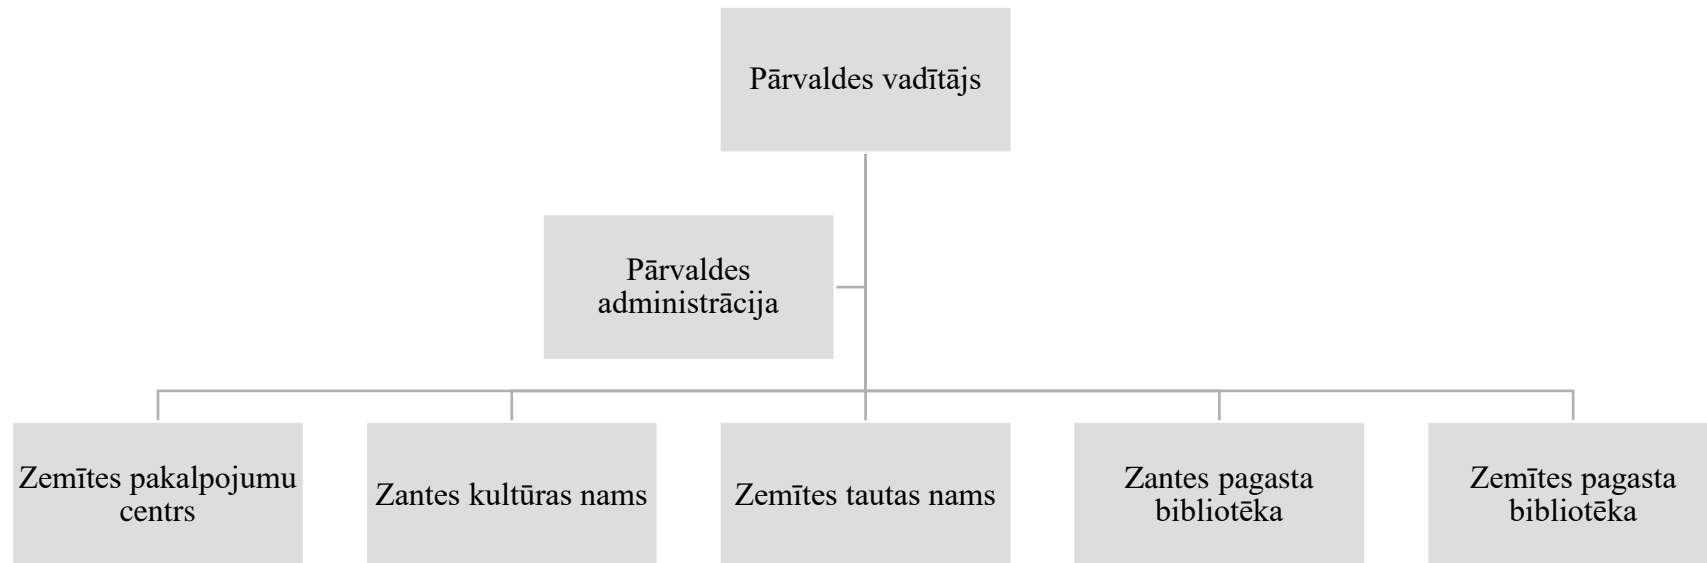 Pārvaldes vadītājs
Pārvaldes
administrācija
Zemītes pakalpojumu
centrs
Zantes kultūras nams
Zemītes tautas nams
Zantes pagasta
bibliotēka
Zemītes pagasta
bibliotēka